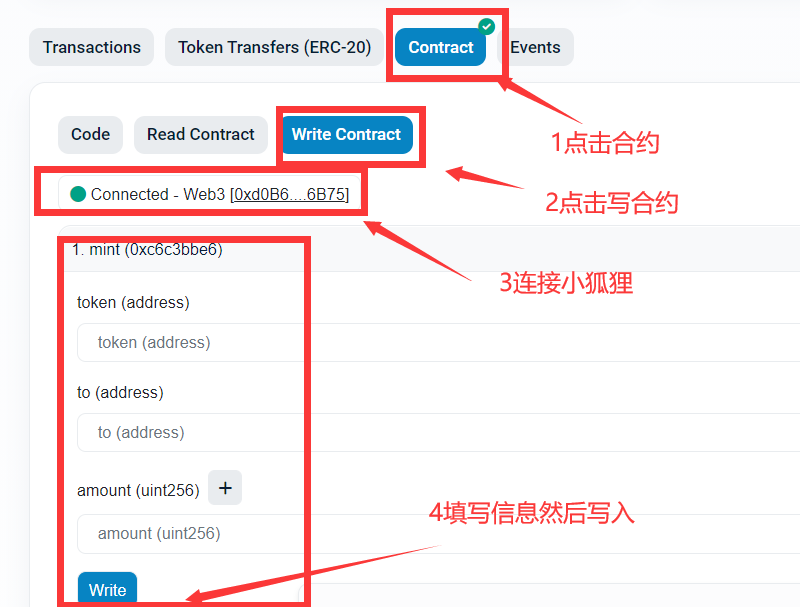 Transactions
Token Transfers (ERC-20)
Contract
Events
1点击合约
Code
Read Contract
Write Contract
2点击写合约
Connected - Web3 [0xd0B6....6B75]
3连接小狐狸
1. mint (0xc6c3bbe6)
token (address)
token (address)
to (address)
to (address)
amount (uint256) +
amount (uint256)
4填写信息然后写入
Write